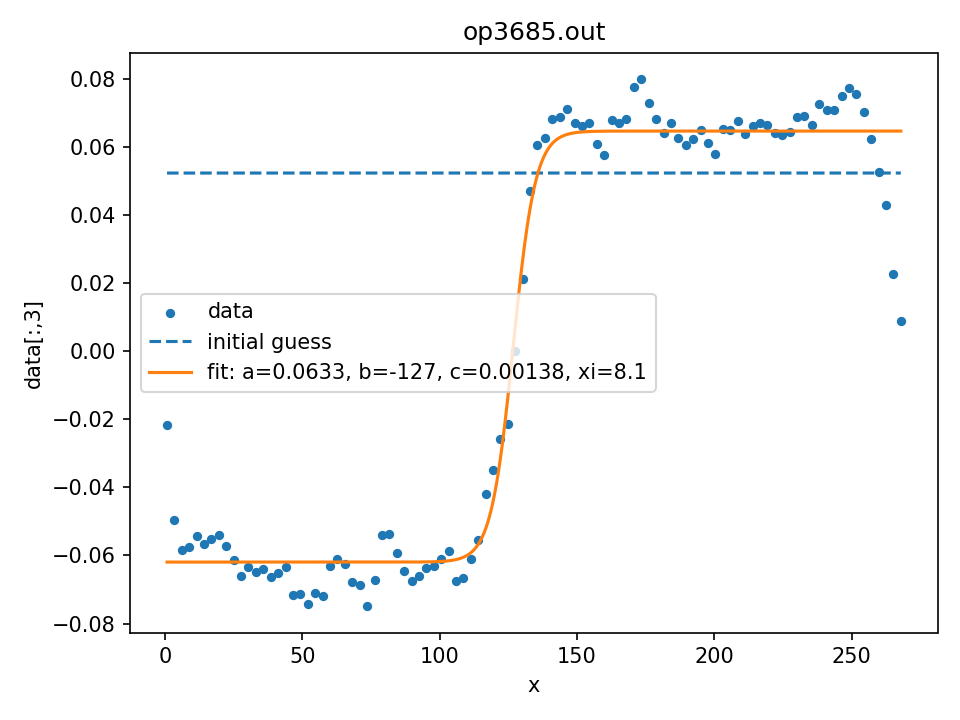 op3685.out
data[:,3]
0.08
0.06
0.04
0.02
0.00
−0.02
−0.04
−0.06
−0.08
data
initial guess
fit: a=0.0633, b=-127, c=0.00138, xi=8.1
0 50 100 150 200 250
x